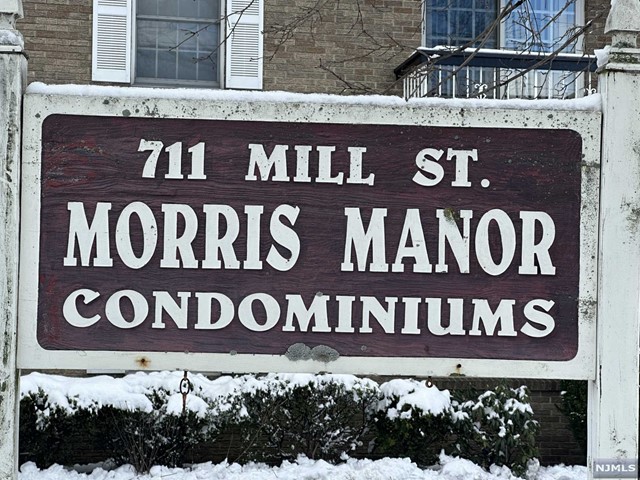 711 MILL ST.
MORRIS MANOR
CONDOMINIUMS
NJMLS